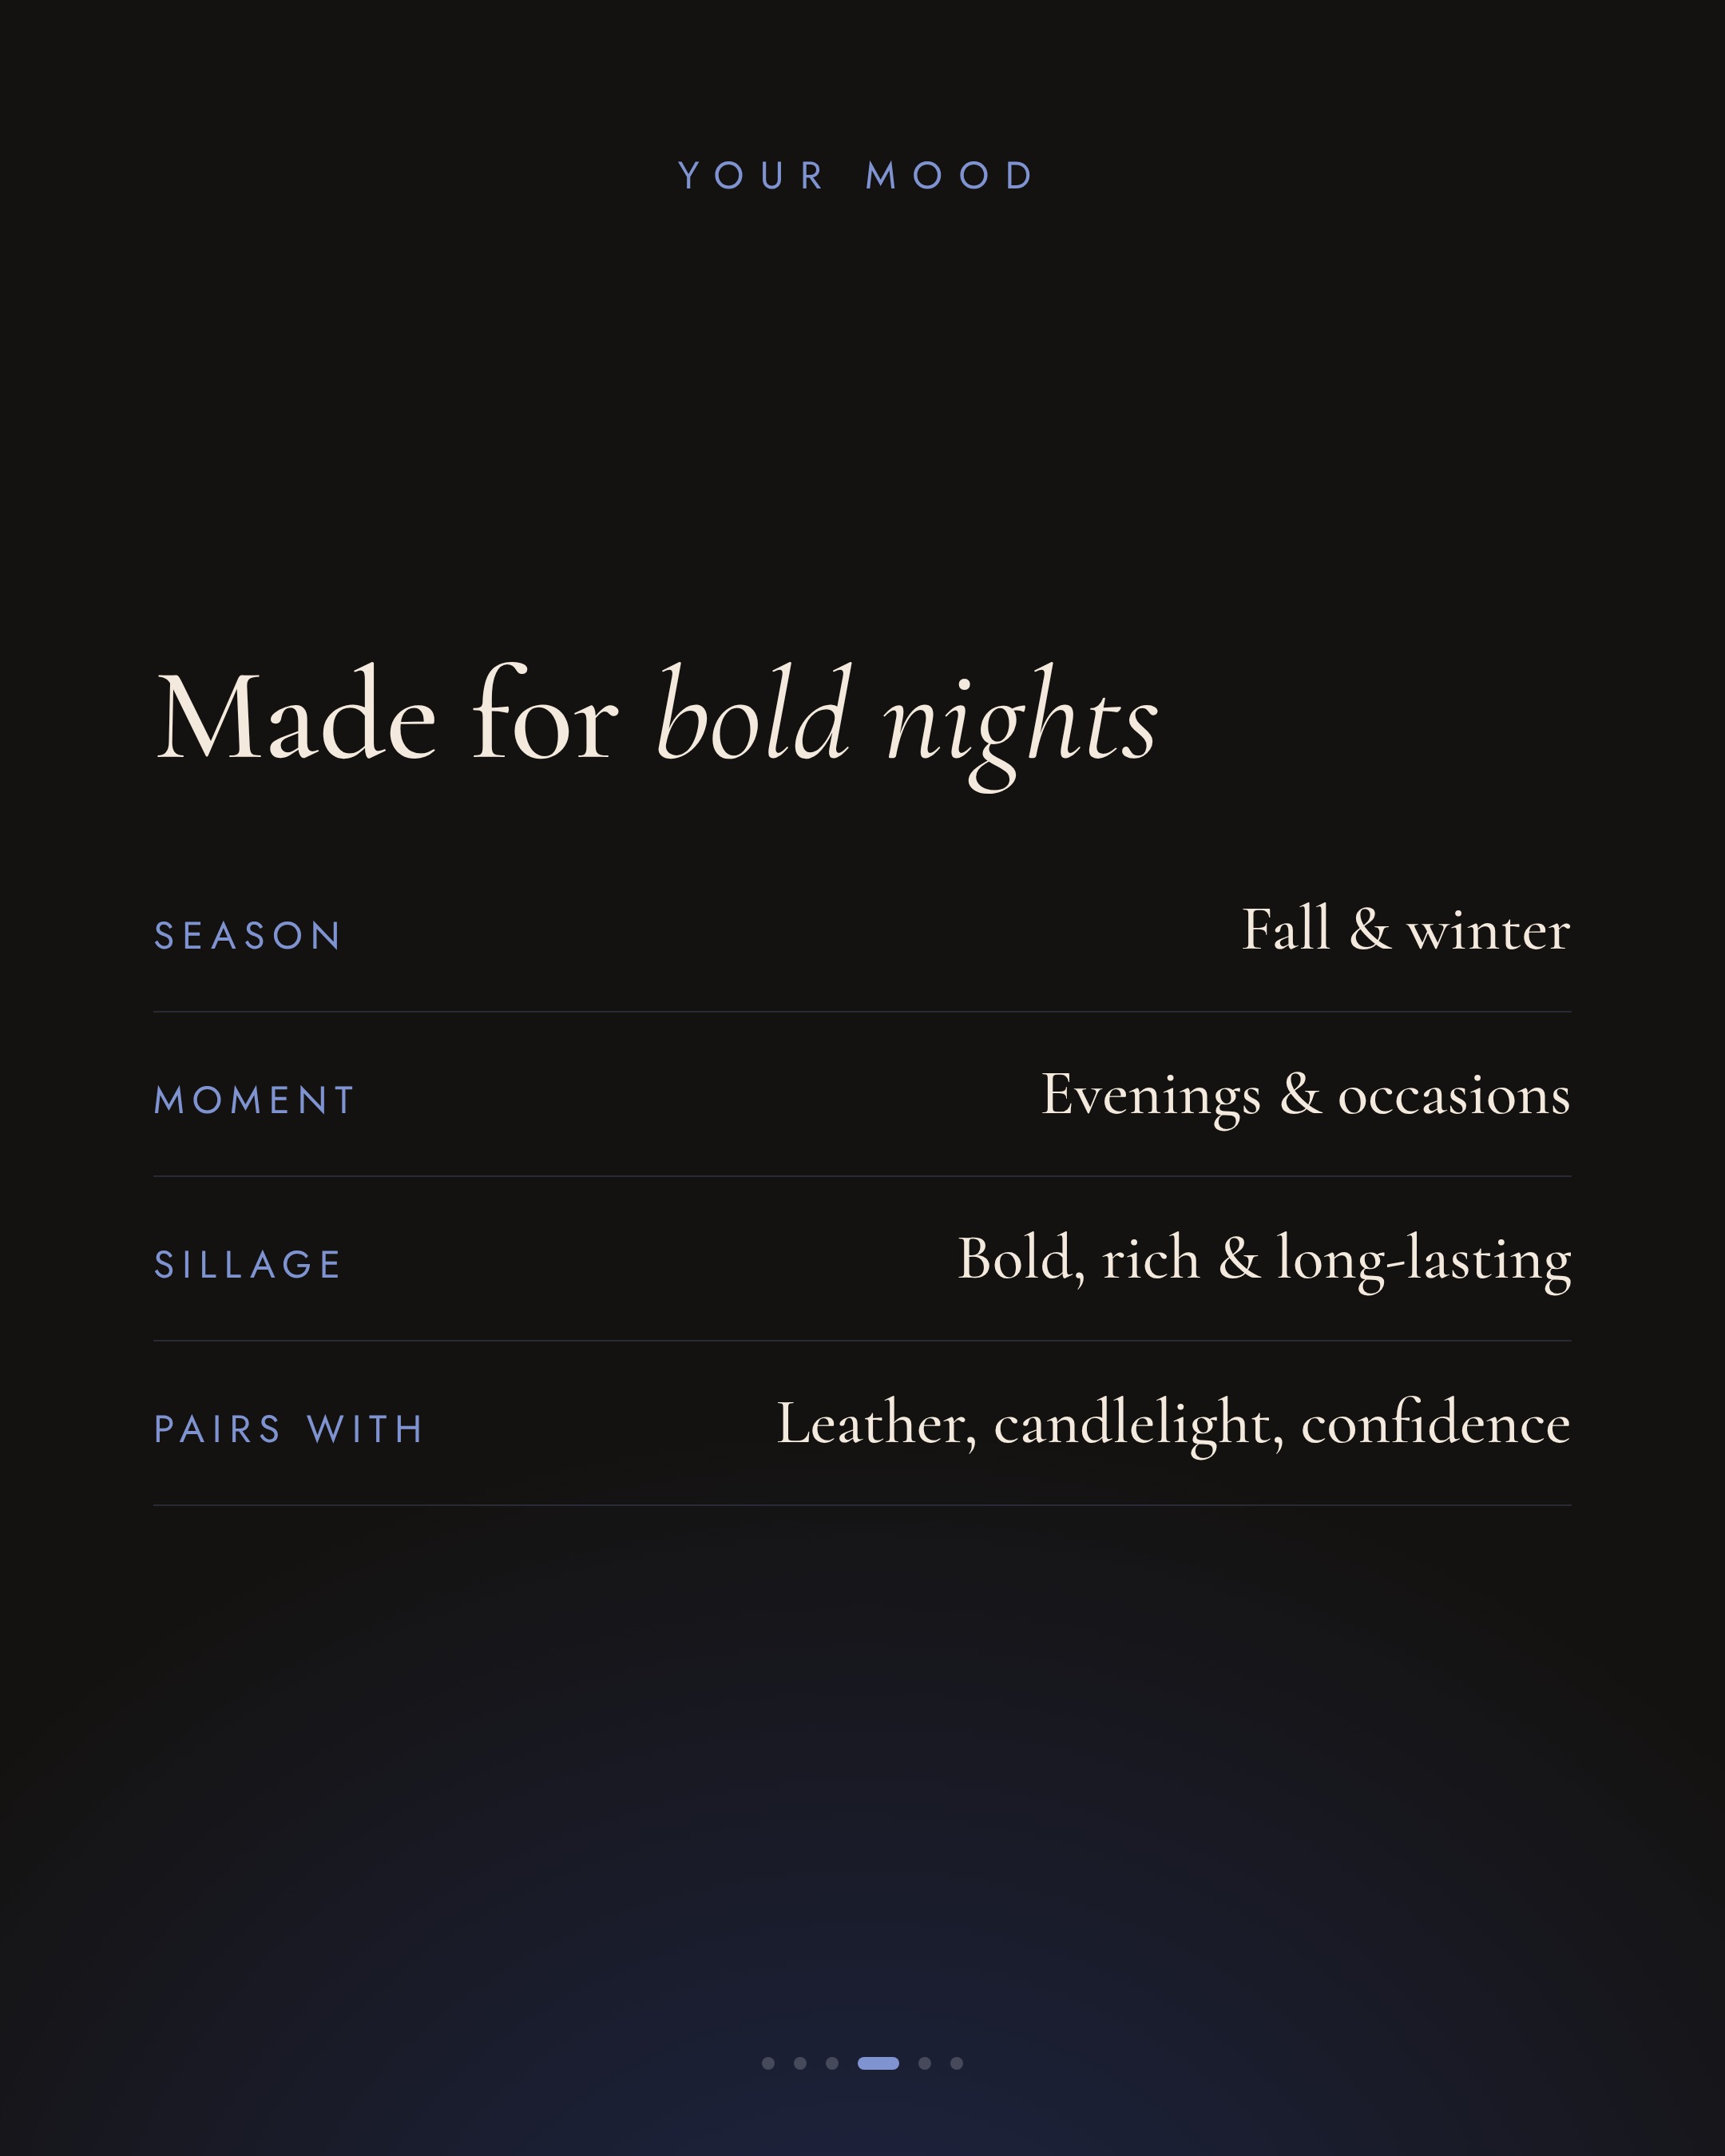 YOUR MOOD
Made for bold nights
SEASON Fall & winter
MOMENT Evenings & occasions
SILLAGE Bold, rich & long-lasting
PAIRS WITH Leather, candlelight, confidence